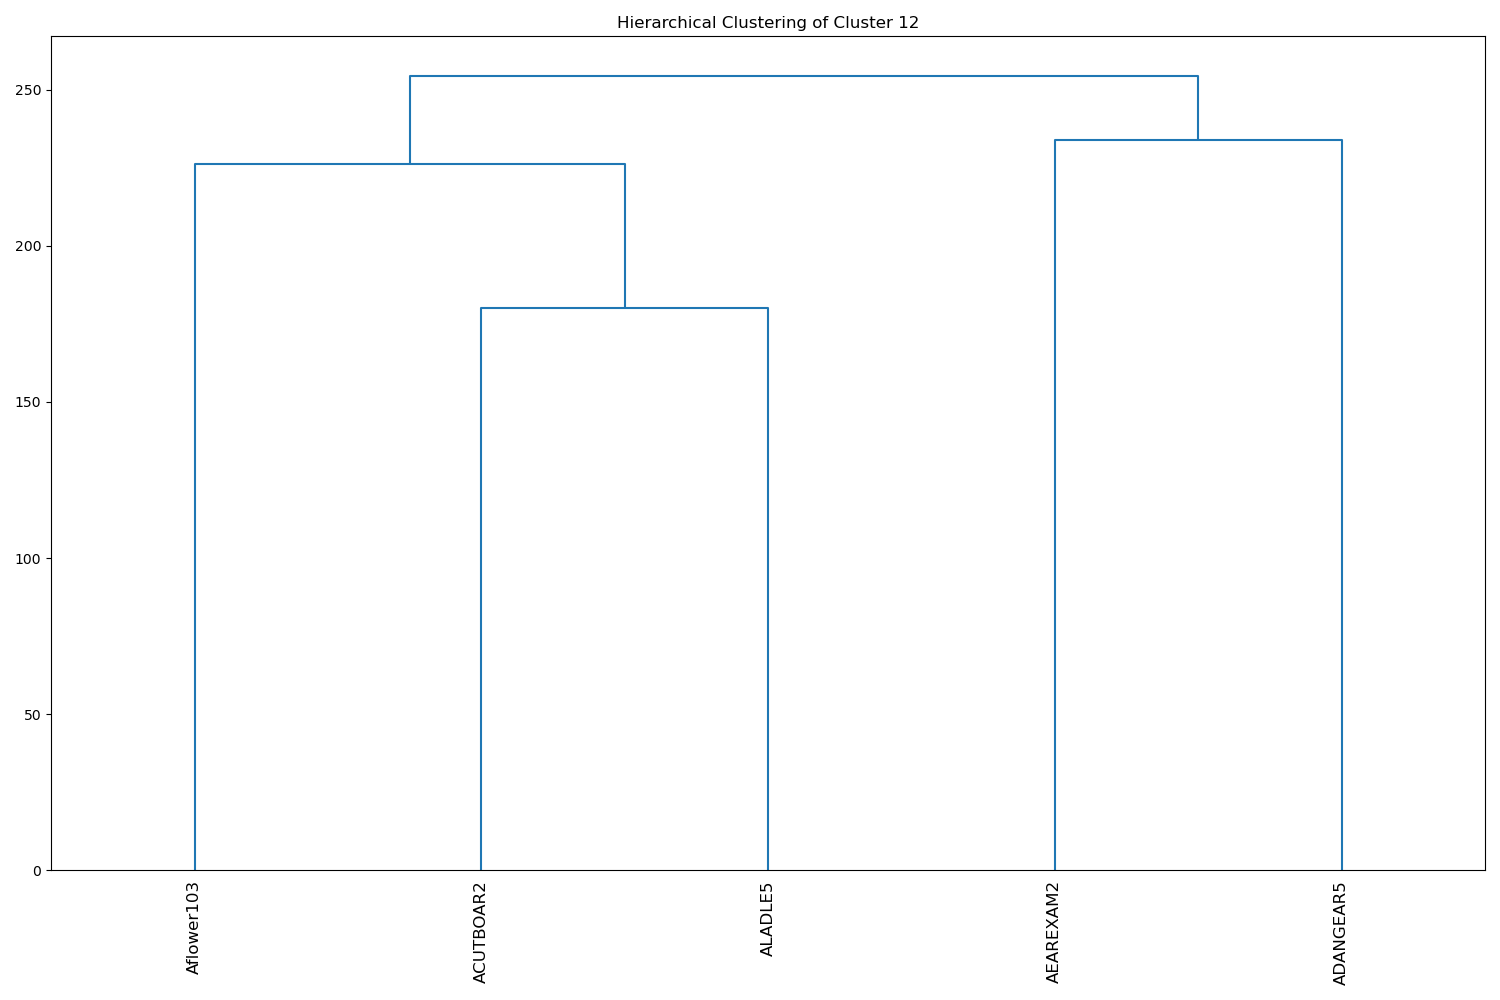 Hierarchical Clustering of Cluster 12
250
200
150
100
50
0
Aflower103
ACUTBOAR2
ALADLE5
AEAREXAM2
ADANGEAR5